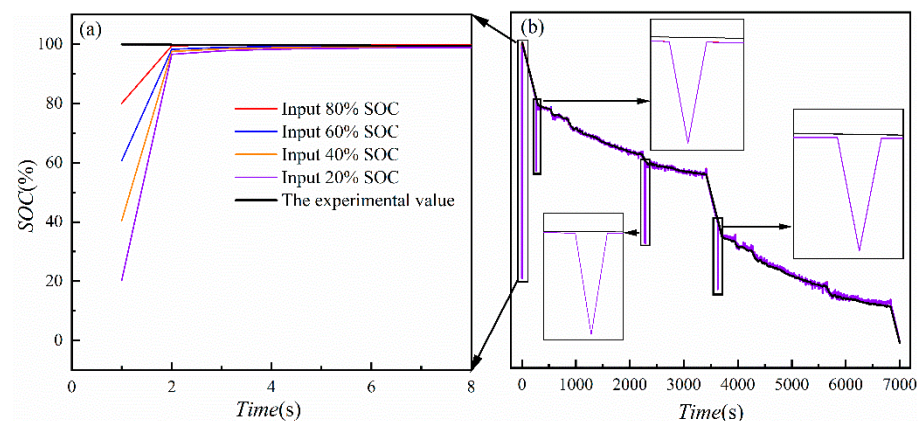 (a)
(b)
100
80
60
40
20
0
SOC(%)
Input 80% SOC
Input 60% SOC
Input 40% SOC
Input 20% SOC
The experimental value
0 2 4 6 8
Time(s)
0 1000 2000 3000 4000 5000 6000 7000
Time(s)